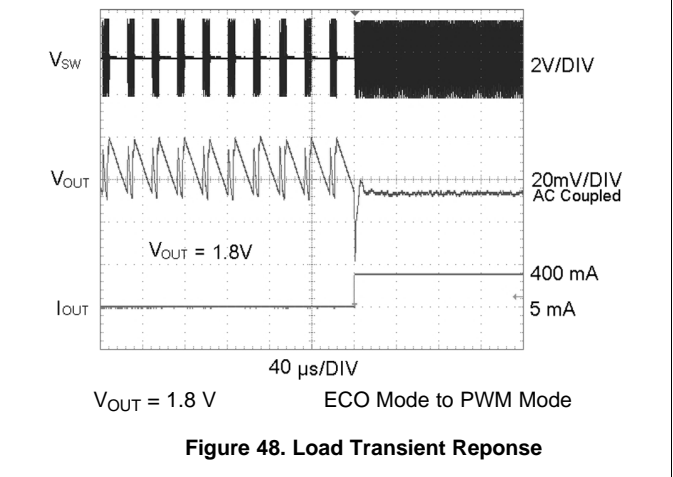 VSW
2V/DIV
VOUT
20mV/DIV
AC Coupled
VOUT = 1.8V
400 mA
IOUT
5 mA
40 µs/DIV
VOUT = 1.8 V ECO Mode to PWM Mode
Figure 48. Load Transient Reponse